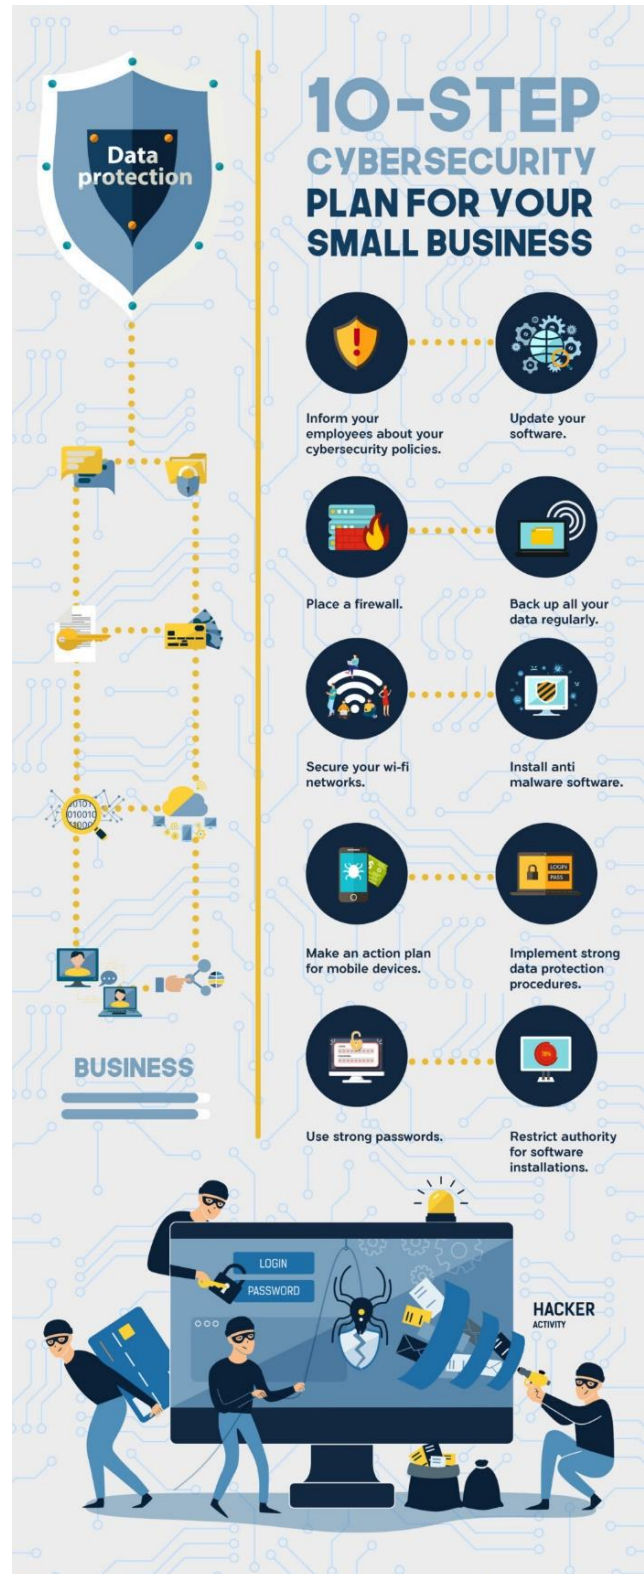 Data
protection
10-STEP
CYBERSECURITY
PLAN FOR YOUR
SMALL BUSINESS
Inform your
employees about your
cybersecurity policies.
Update your
software.
Place a firewall.
Back up all your
data regularly.
Secure your wi-fi
networks.
Install anti
malware software.
Make an action plan
for mobile devices.
LOGIN
PASS
Implement strong
data protection
procedures.
Use strong passwords.
Restrict authority
for software
installations.
BUSINESS
LOGIN
PASSWORD
HACKER
ACTIVITY